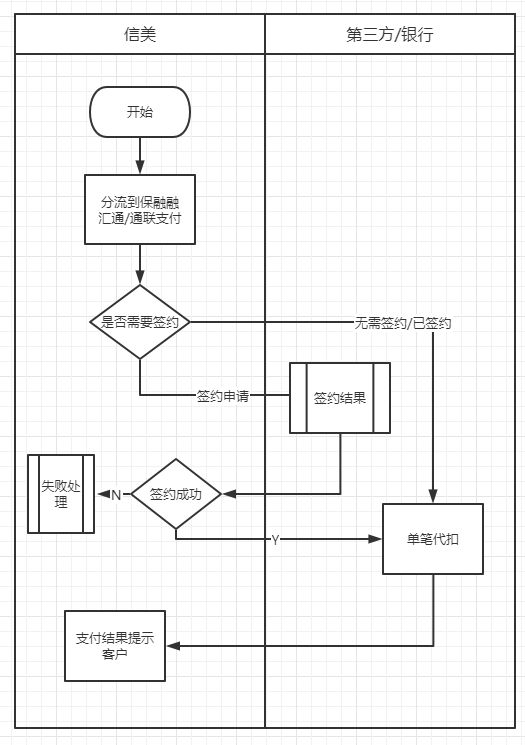 信美
第三方/银行
开始
分流到保融融
汇通/通联支付
是否需要签约
无需签约/已签约
签约申请
签约结果
失败处
理
N
签约成功
Y
单笔代扣
支付结果提示
客户